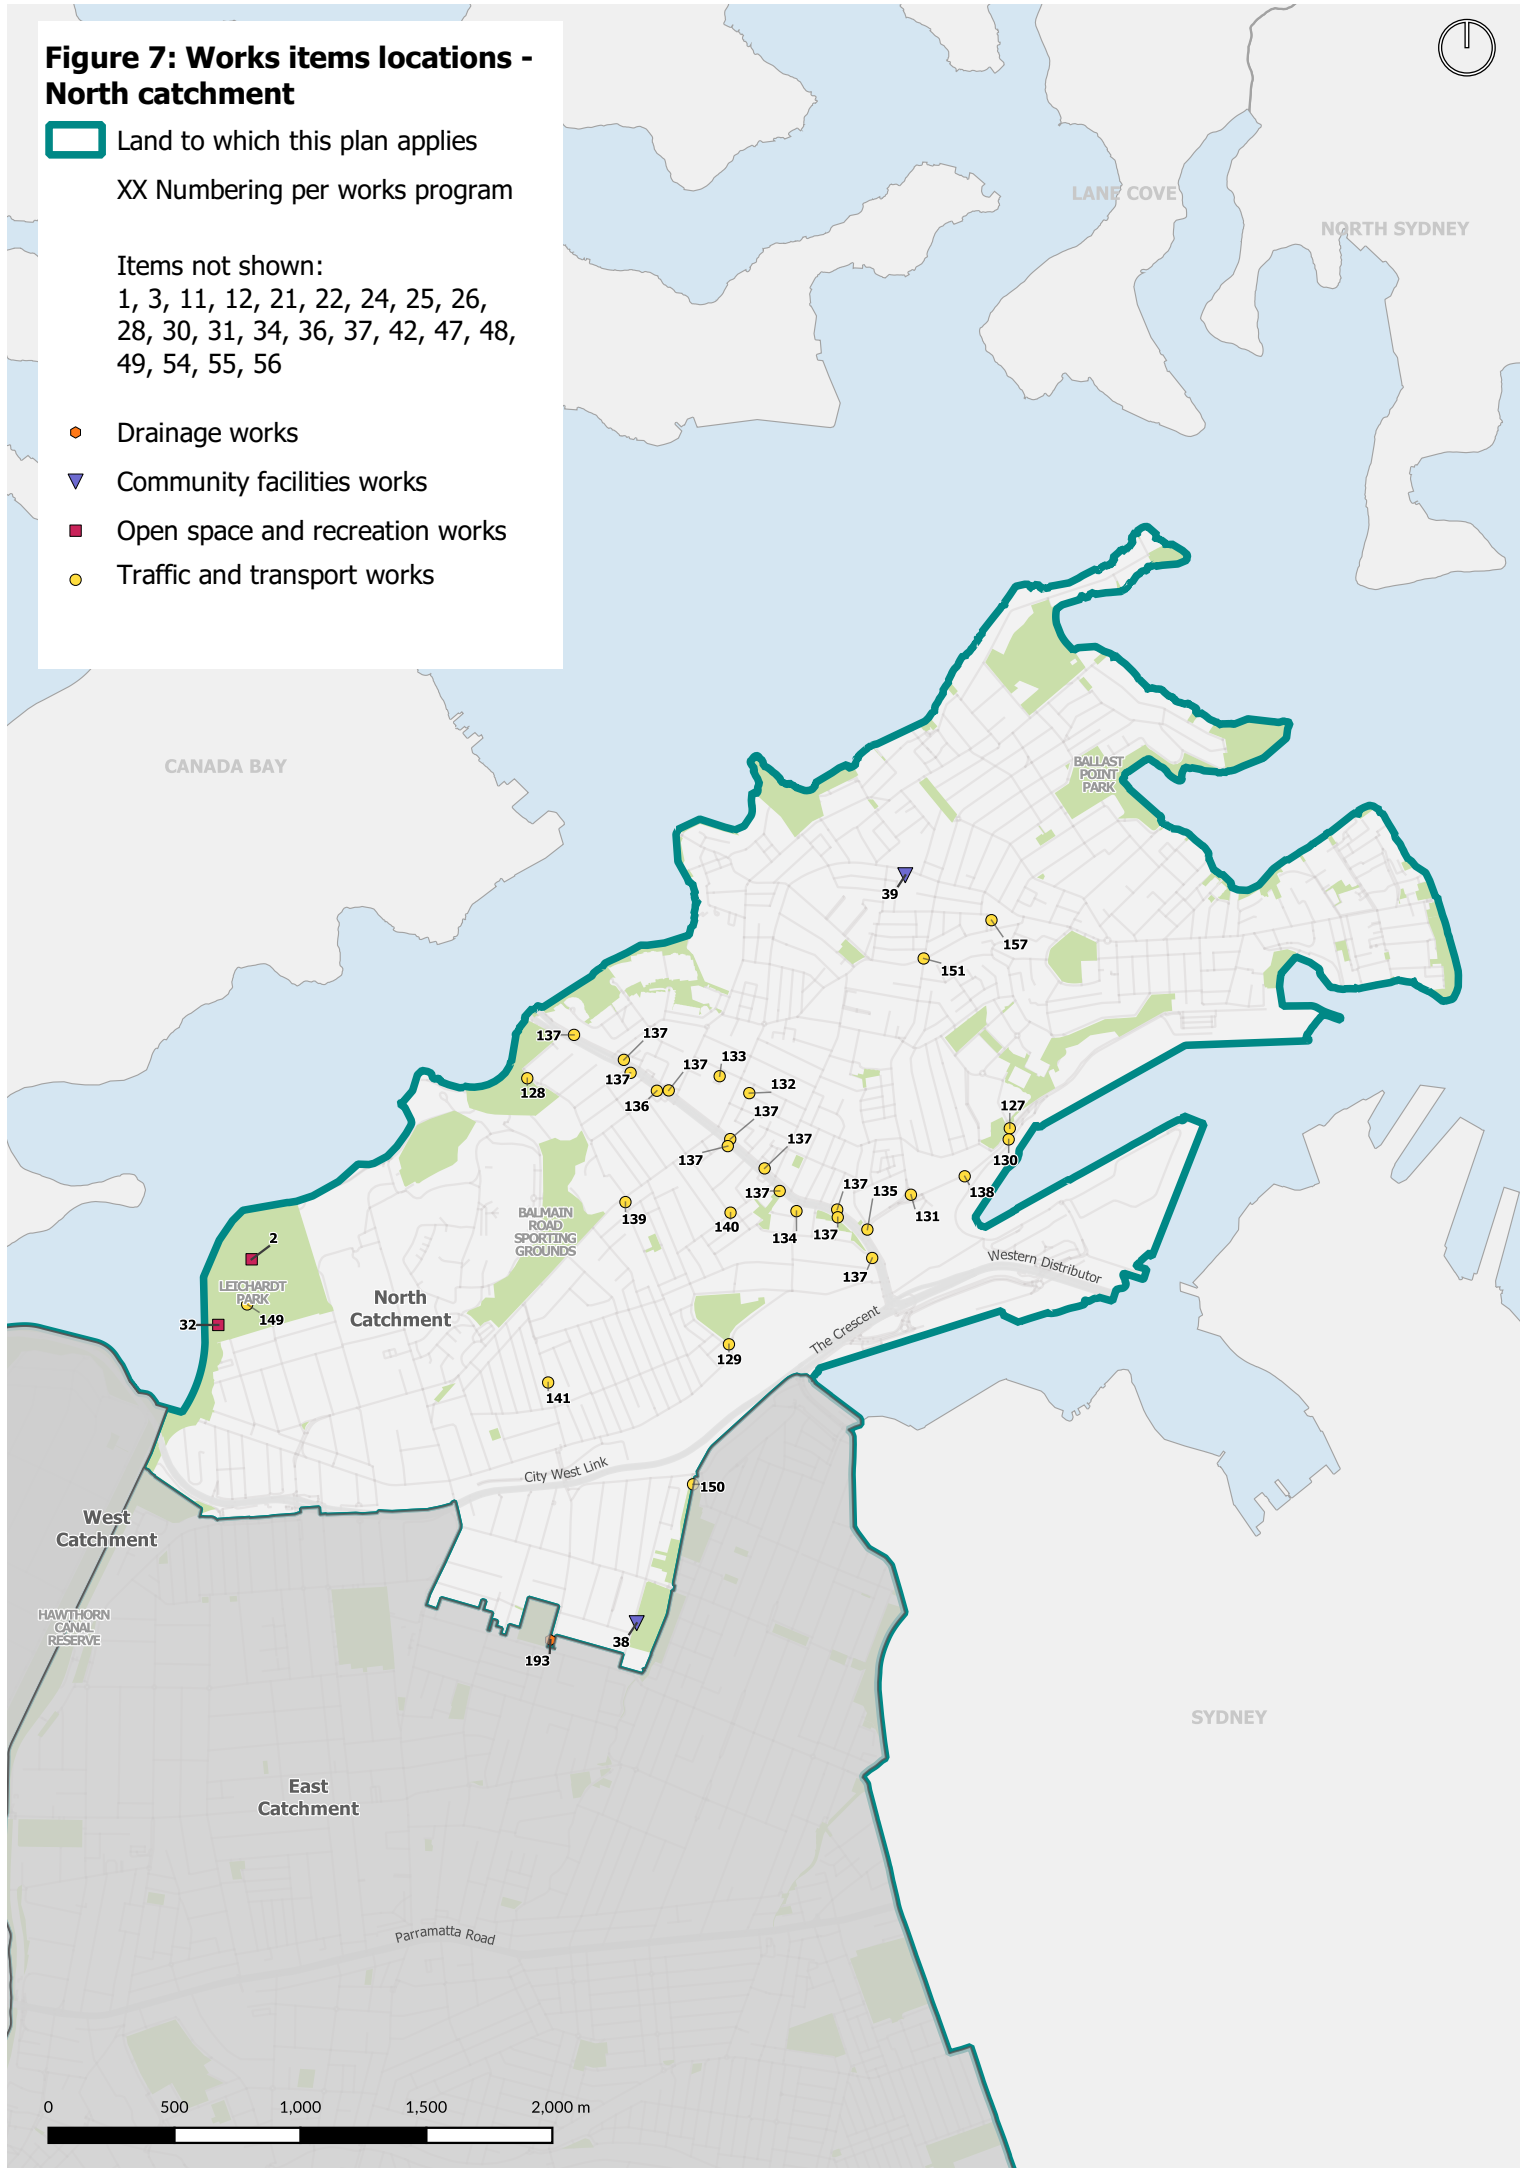 Figure 7: Works items locations -
North catchment
Land to which this plan applies
XX Numbering per works program
Items not shown:
1, 3, 11, 12, 21, 22, 24, 25, 26,
28, 30, 31, 34, 36, 37, 42, 47, 48,
49, 54, 55, 56
Drainage works
Community facilities works
Open space and recreation works
Traffic and transport works
LANE COVE
NORTH SYDNEY
CANADA BAY
BALLAST
POINT
PARK
39
157
151
137
137
137
133
137
128
136
132
137
127
137
137
130
137
138
137
135
131
139
140
134
137
BALMAIN
ROAD
SPORTING
GROUNDS
2
137
Western Distributor
LEICHARDT
PARK
North
Catchment
149
32
The Crescent
129
141
City West Link
150
West
Catchment
HAWTHORN
CANAL
RESERVE
38
193
SYDNEY
East
Catchment
Parramatta Road
0 500 1,000 1,500 2,000 m